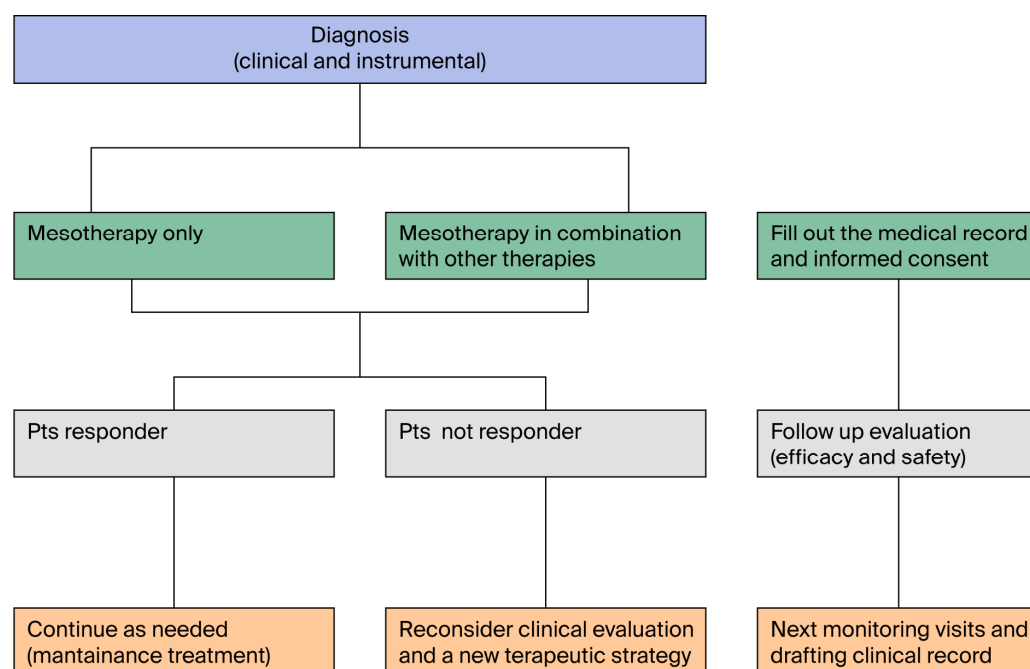 Diagnosis
(clinical and instrumental)
Mesotherapy only
Mesotherapy in combination
with other therapies
Fill out the medical record
and informed consent
Pts responder
Pts  not responder
Follow up evaluation
(efficacy and safety)
Continue as needed
(mantainance treatment)
Reconsider clinical evaluation
and a new terapeutic strategy
Next monitoring visits and
drafting clinical record